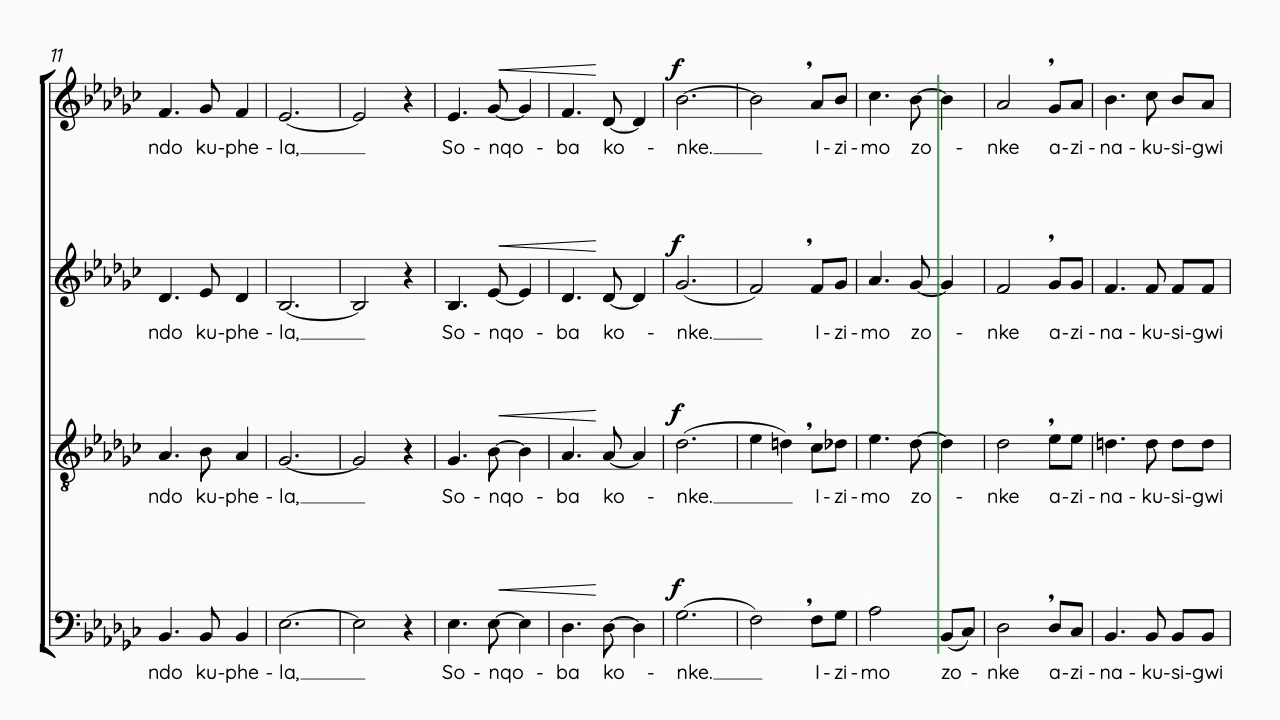 11
f
ndo ku-phe - la, So - nqo - ba ko - nke. I - zi - mo zo - nke a-zi - na - ku-si-gwi
f
ndo ku-phe - la, So - nqo - ba ko - nke. I - zi - mo zo - nke a-zi - na - ku-si-gwi
f
ndo ku-phe - la, So - nqo - ba ko - nke. I - zi - mo zo - nke a-zi - na - ku-si-gwi
f
ndo ku-phe - la, So - nqo - ba ko - nke. I - zi - mo zo - nke a-zi - na - ku-si-gwi